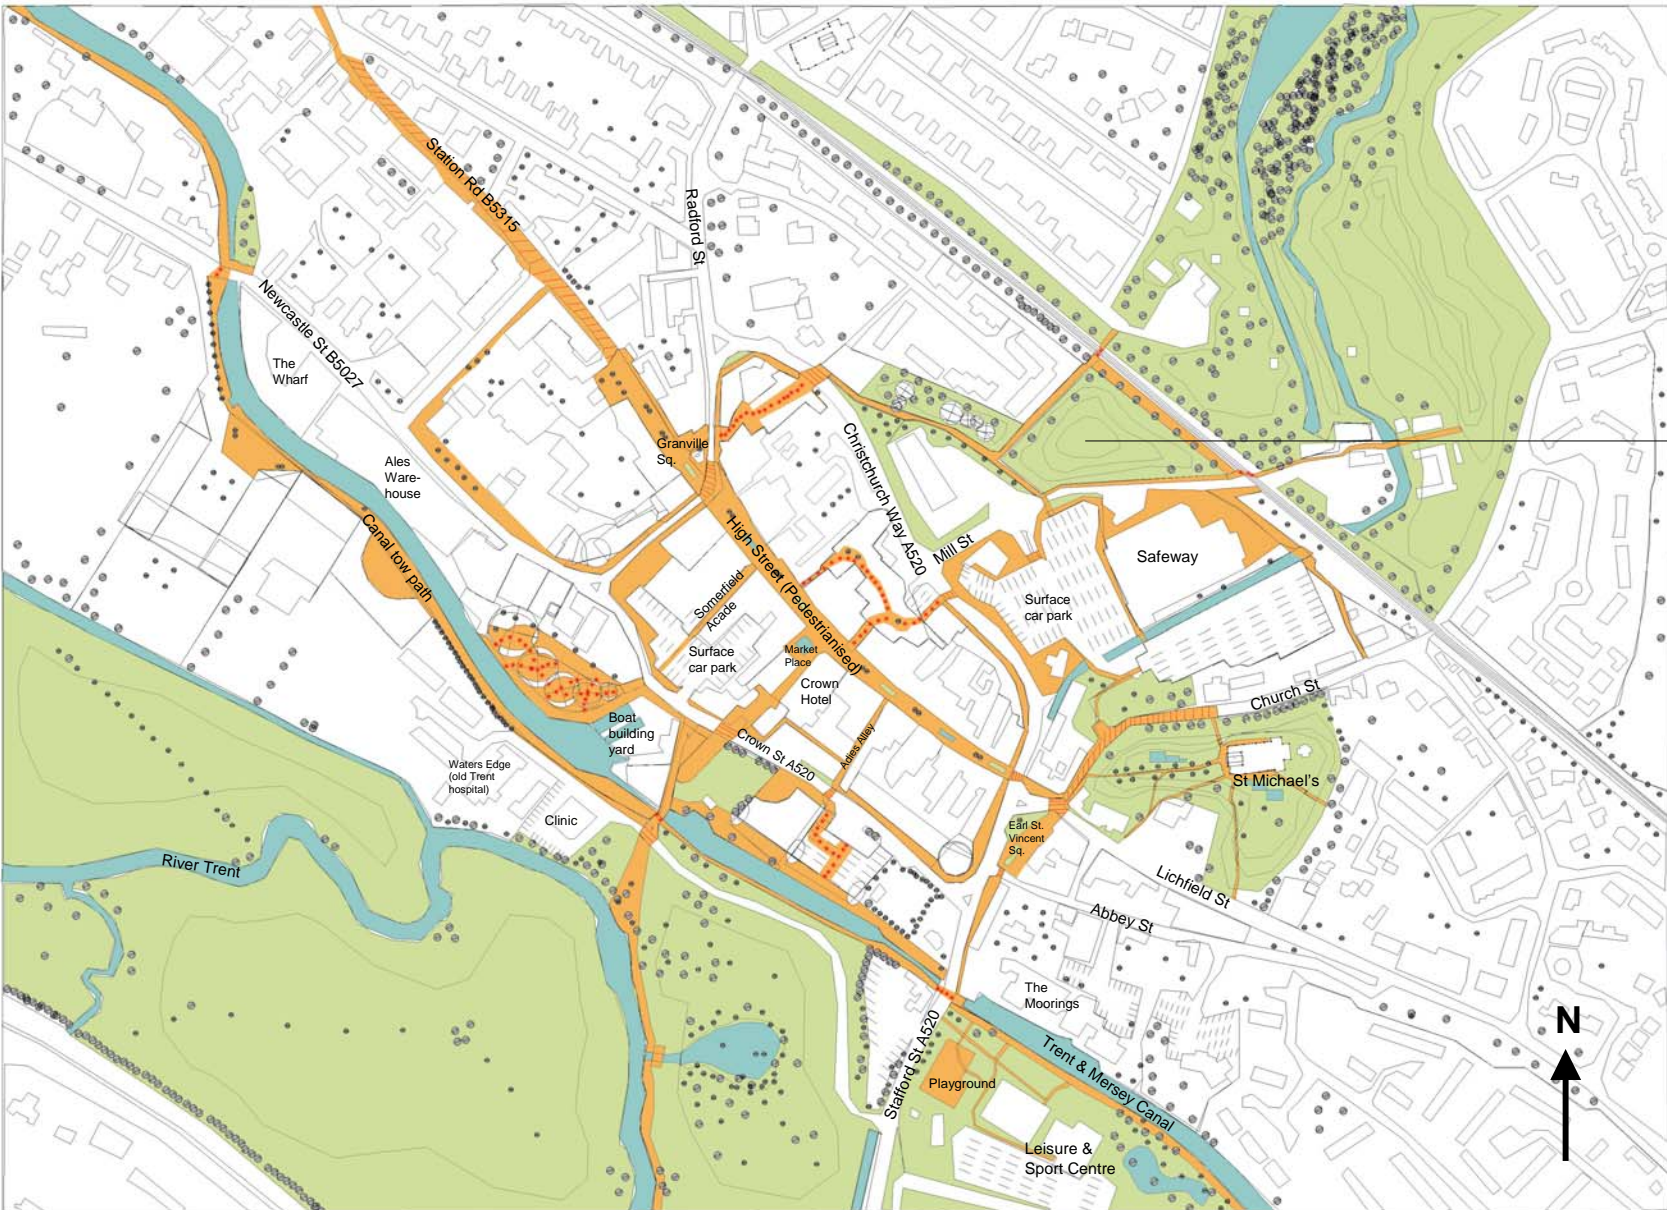 Station Rd B5315
Radford St
Newcastle St B5027
The
Wharf
Granville
Sq.
Ales
Ware-
house
Christchurch Way A520
Canal tow path
High Street (Pedestrianised)
Mill St
Safeway
Somerfield
Acade
Surface
car park
Surface
car park
Market
Place
Crown
Hotel
Church St
Boat
building
yard
Crown St A520
Adies Alley
Waters Edge
(old Trent
hospital)
St Michael's
Clinic
Earl St.
Vincent
Sq.
River Trent
Lichfield St
Abbey St
The
Moorings
N
Stafford St A520
Trent & Mersey Canal
Playground
Leisure &
Sport Centre